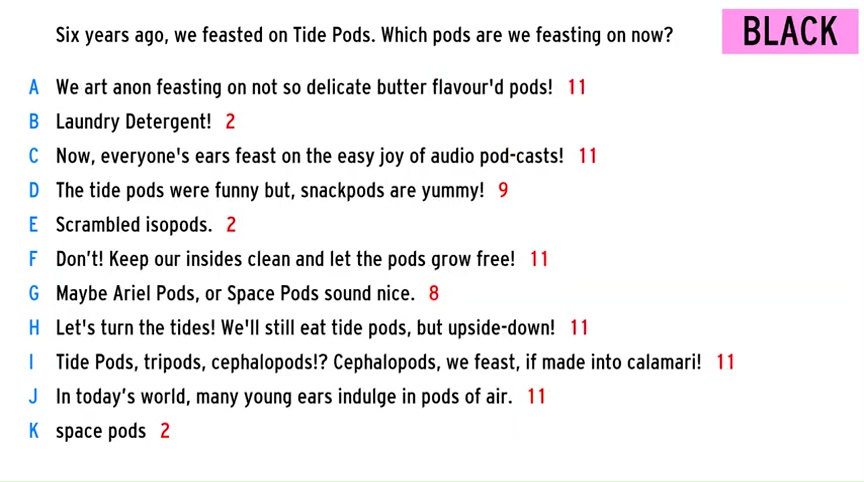 Six years ago, we feasted on Tide Pods. Which pods are we feasting on now?
BLACK
A We art anon feasting on not so delicate butter flavour'd pods! 11
B Laundry Detergent! 2
C Now, everyone's ears feast on the easy joy of audio pod-casts! 11
D The tide pods were funny but, snackpods are yummy! 9
E Scrambled isopods. 2
F Don’t! Keep our insides clean and let the pods grow free! 11
G Maybe Ariel Pods, or Space Pods sound nice. 8
H Let's turn the tides! We'll still eat tide pods, but upside-down! 11
I Tide Pods, tripods, cephalopods!? Cephalopods, we feast, if made into calamari! 11
J In today’s world, many young ears indulge in pods of air. 11
K space pods 2